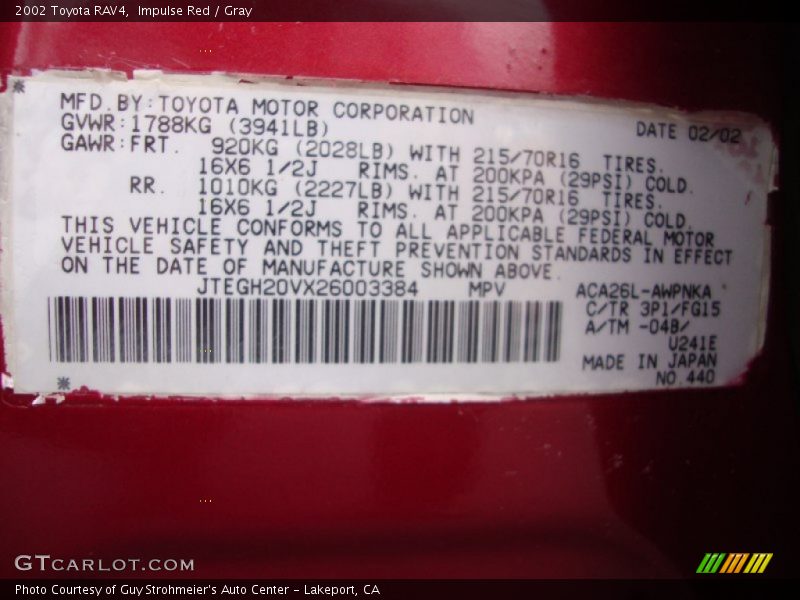 2002 Toyota RAV4,  Impulse Red / Gray
MFD.BY:TOYOTA MOTOR CORPORATION
DATE 02/02
GVWR:1788KG (3941LB)
GAWR:FRT. 920KG (2028LB) WITH 215/70R16 TIRES.
16X6 1/2J RIMS. AT 200KPA (29PSI) COLD.
RR. 1010KG (2227LB) WITH 215/70R16 TIRES.
16X6 1/2J RIMS. AT 200KPA (29PSI) COLD.
THIS VEHICLE CONFORMS TO ALL APPLICABLE FEDERAL MOTOR
VEHICLE SAFETY AND THEFT PREVENTION STANDARDS IN EFFECT
ON THE DATE OF MANUFACTURE SHOWN ABOVE.
JTEGH20VX26003384 MPV ACA26L-AWPNKA
C/TR 3P1/FG15
A/TM -04B/
U241E
MADE IN JAPAN
NO.440
GTCARLOT.COM
Photo Courtesy of Guy Strohmeier's Auto Center - Lakeport, CA